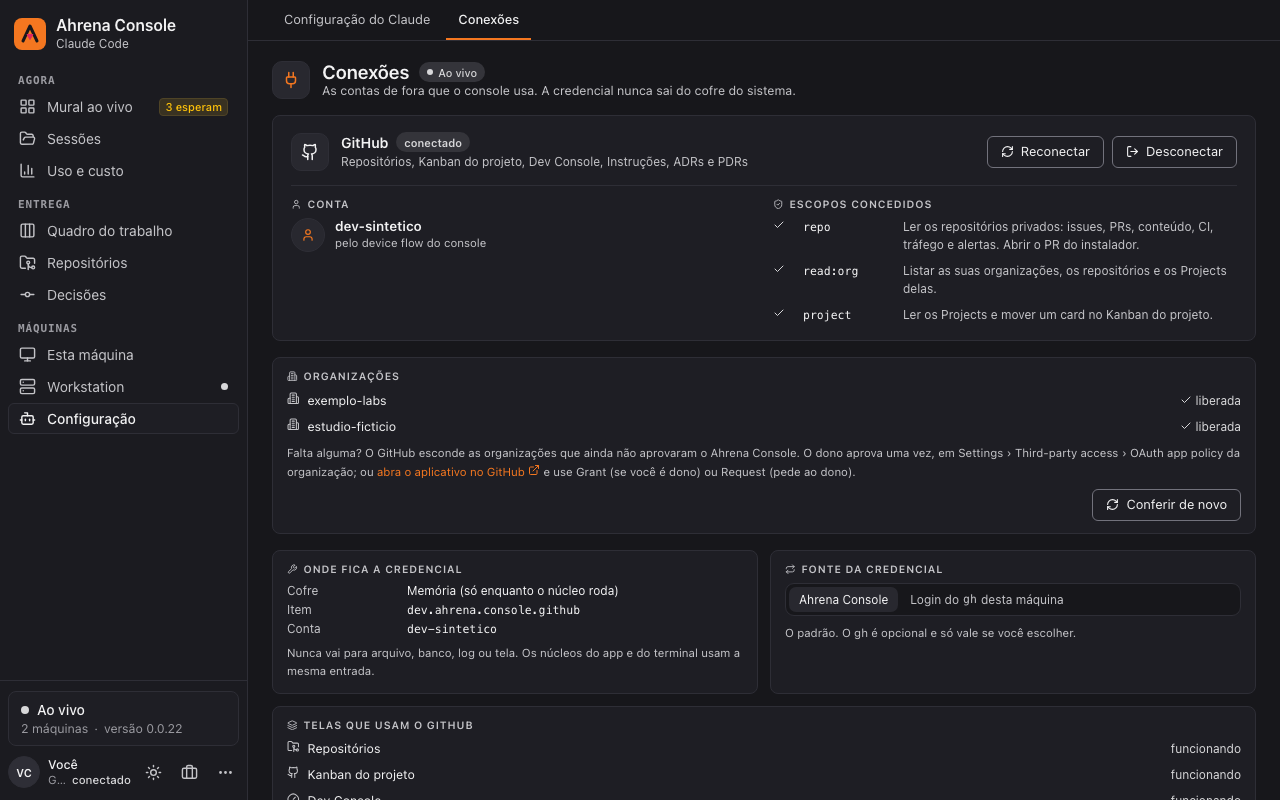 Ahrena Console
Claude Code
AGORA
Mural ao vivo
3 esperam
Sessões
Uso e custo
ENTREGA
Quadro do trabalho
Repositórios
Decisões
MÁQUINAS
Esta máquina
Workstation
Configuração
Ao vivo
2 máquinas · versão 0.0.22
VC
Você
G... conectado
Configuração do Claude
Conexões
Conexões
Ao vivo
As contas de fora que o console usa. A credencial nunca sai do cofre do sistema.
GitHub
conectado
Repositórios, Kanban do projeto, Dev Console, Instruções, ADRs e PDRs
Reconectar
Desconectar
CONTA
dev-sintetico
pelo device flow do console
ESCOPOS CONCEDIDOS
repo
Ler os repositórios privados: issues, PRs, conteúdo, CI,
tráfego e alertas. Abrir o PR do instalador.
read:org
Listar as suas organizações, os repositórios e os Projects
delas.
project
Ler os Projects e mover um card no Kanban do projeto.
ORGANIZAÇÕES
exemplo-labs
liberada
estudio-ficticio
liberada
Falta alguma? O GitHub esconde as organizações que ainda não aprovaram o Ahrena Console. O dono aprova uma vez, em Settings › Third-party access › OAuth app policy da
organização; ou abra o aplicativo no GitHub e use Grant (se você é dono) ou Request (pede ao dono).
Conferir de novo
ONDE FICA A CREDENCIAL
Cofre
Memória (só enquanto o núcleo roda)
Item
dev.ahrena.console.github
Conta
dev-sintetico
Nunca vai para arquivo, banco, log ou tela. Os núcleos do app e do terminal usam a
mesma entrada.
FONTE DA CREDENCIAL
Ahrena Console
Login do gh desta máquina
O padrão. O gh é opcional e só vale se você escolher.
TELAS QUE USAM O GITHUB
Repositórios
funcionando
Kanban do projeto
funcionando
Dev Console
funcionando